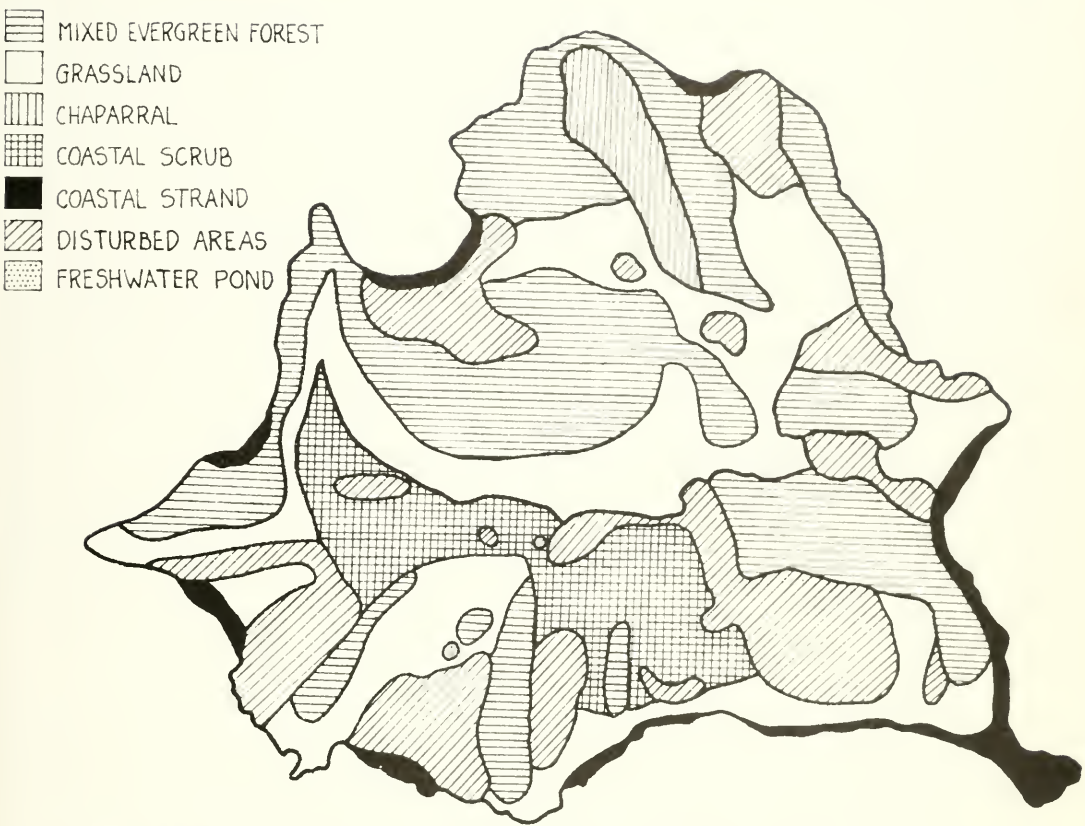 MIXED EVERGREEN FOREST
GRASSLAND
CHAPARRAL
COASTAL SCRUB
COASTAL STRAND
DISTURBED AREAS
FRESHWATER POND